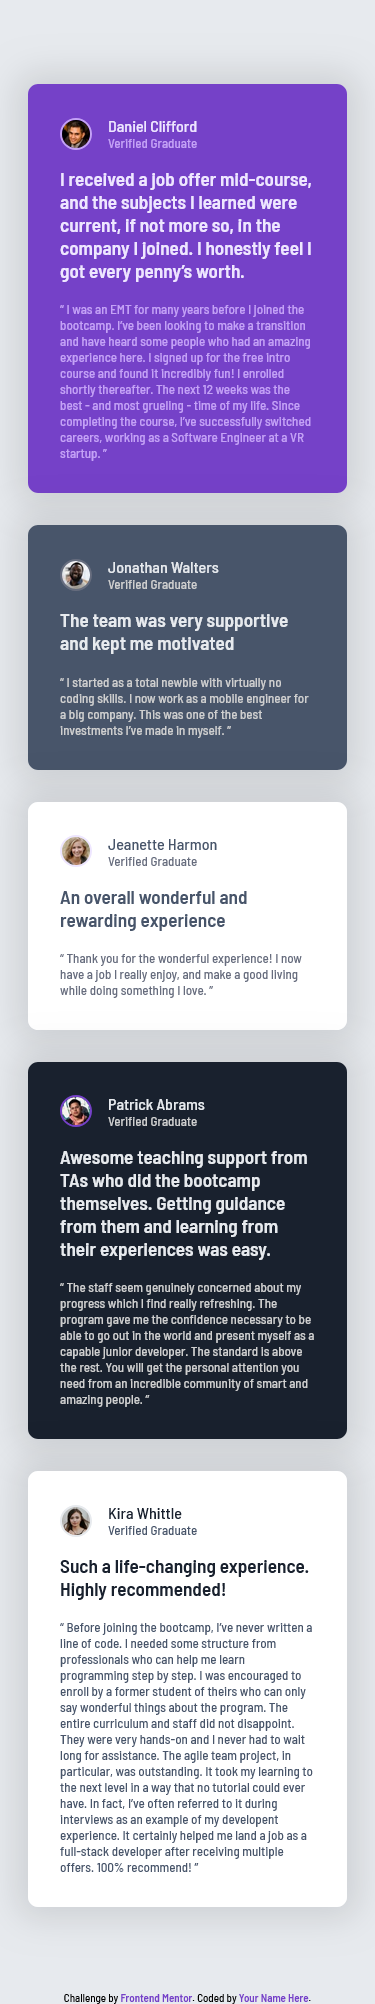 Daniel Clifford
Verified Graduate
I received a job offer mid-course,
and the subjects I learned were
current, if not more so, in the
company I joined. I honestly feel I
got every penny’s worth.
“ I was an EMT for many years before I joined the
bootcamp. I’ve been looking to make a transition
and have heard some people who had an amazing
experience here. I signed up for the free intro
course and found it incredibly fun! I enrolled
shortly thereafter. The next 12 weeks was the
best - and most grueling - time of my life. Since
completing the course, I’ve successfully switched
careers, working as a Software Engineer at a VR
startup. ”
Jonathan Walters
Verified Graduate
The team was very supportive
and kept me motivated
“ I started as a total newbie with virtually no
coding skills. I now work as a mobile engineer for
a big company. This was one of the best
investments I’ve made in myself. ”
Jeanette Harmon
Verified Graduate
An overall wonderful and
rewarding experience
“ Thank you for the wonderful experience! I now
have a job I really enjoy, and make a good living
while doing something I love. ”
Patrick Abrams
Verified Graduate
Awesome teaching support from
TAs who did the bootcamp
themselves. Getting guidance
from them and learning from
their experiences was easy.
“ The staff seem genuinely concerned about my
progress which I find really refreshing. The
program gave me the confidence necessary to be
able to go out in the world and present myself as a
capable junior developer. The standard is above
the rest. You will get the personal attention you
need from an incredible community of smart and
amazing people. ”
Kira Whittle
Verified Graduate
Such a life-changing experience.
Highly recommended!
“ Before joining the bootcamp, I’ve never written a
line of code. I needed some structure from
professionals who can help me learn
programming step by step. I was encouraged to
enroll by a former student of theirs who can only
say wonderful things about the program. The
entire curriculum and staff did not disappoint.
They were very hands-on and I never had to wait
long for assistance. The agile team project, in
particular, was outstanding. It took my learning to
the next level in a way that no tutorial could ever
have. In fact, I’ve often referred to it during
interviews as an example of my developent
experience. It certainly helped me land a job as a
full-stack developer after receiving multiple
offers. 100% recommend! ”
Challenge by Frontend Mentor. Coded by Your Name Here.